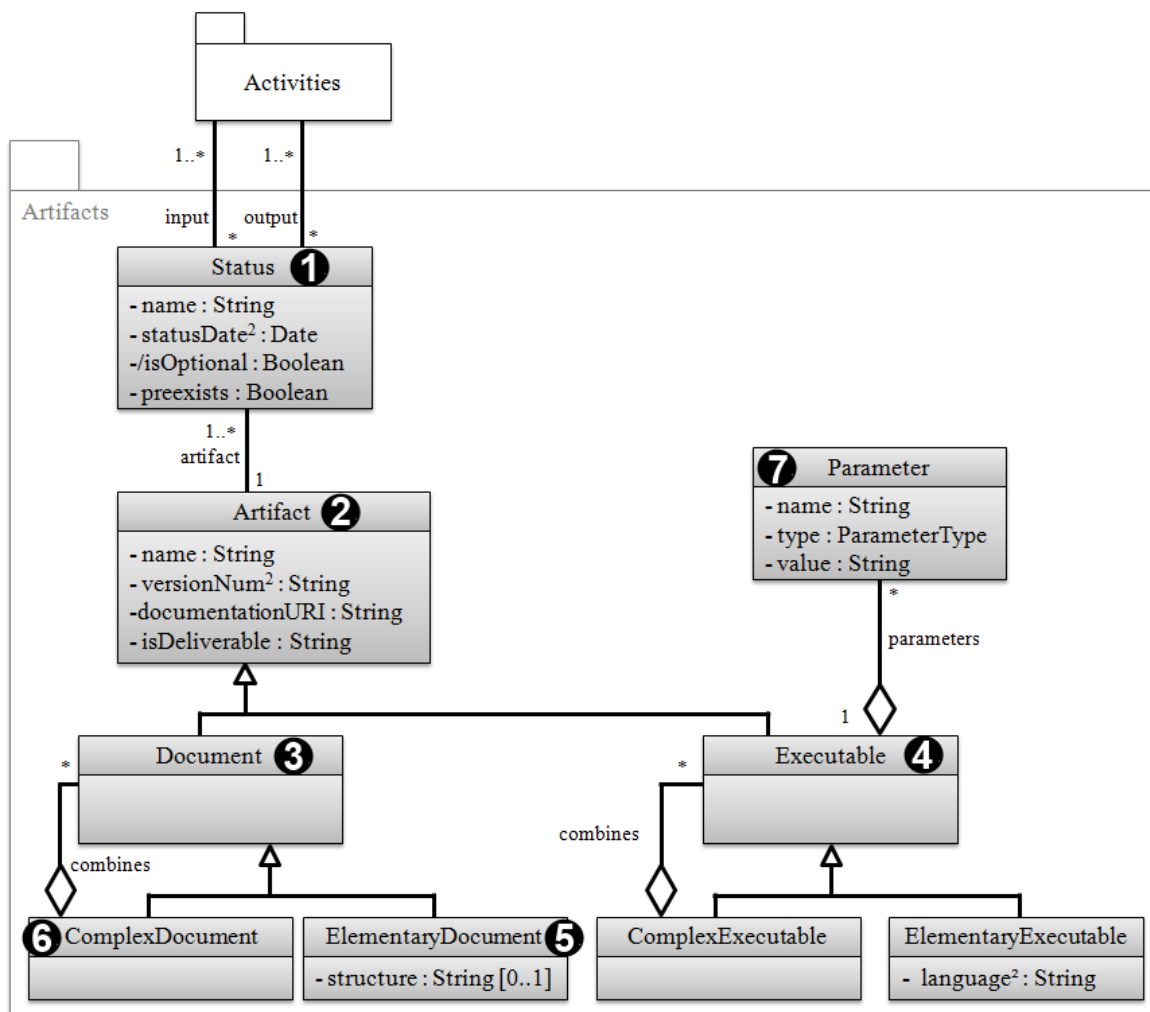 Activities
1..*
1..*
Artifacts
input
output
*
*
Status 1
- name : String
- statusDate² : Date
-/isOptional : Boolean
- preexists : Boolean
1..*
artifact
1
Artifact 2
- name : String
- versionNum² : String
-documentationURI : String
- isDeliverable : String
7 Parameter
- name : String
- type : ParameterType
- value : String
*
parameters
1
Document 3
*
combines
Executable 4
*
combines
6 ComplexDocument
ElementaryDocument 5
- structure : String [0..1]
ComplexExecutable
ElementaryExecutable
- language² : String